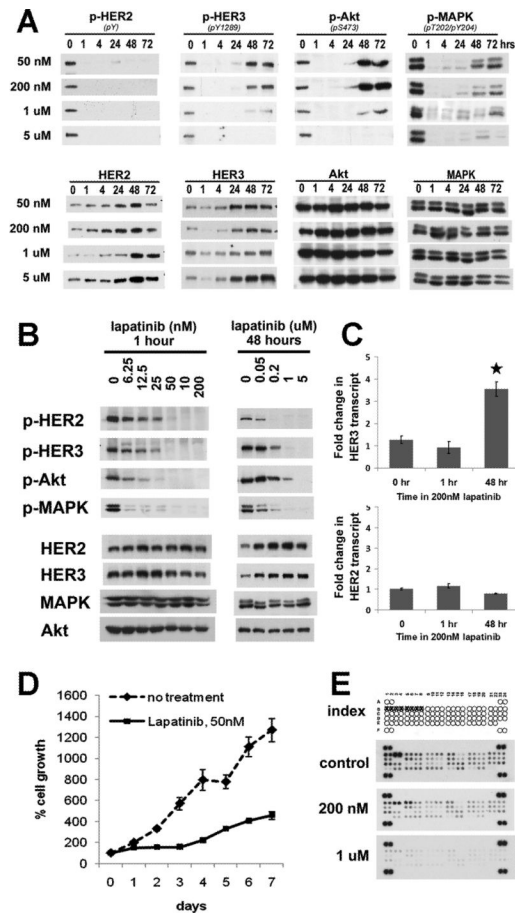 A
p-HER2 p-HER3 p-Akt p-MAPK
(pY) (pY1289) (pS473) (pT202/pY204)
0 1 4 24 48 72 0 1 4 24 48 72 0 1 4 24 48 72 0 1 4 24 48 72 hrs
50 nM
200 nM
1 uM
5 uM
HER2 HER3 Akt MAPK
0 1 4 24 48 72 0 1 4 24 48 72 0 1 4 24 48 72 0 1 4 24 48 72
50 nM
200 nM
1 uM
5 uM
B
lapatinib (nM) lapatinib (uM)
1 hour 48 hours
0 6.25 12.5 25 50 10 200 0 0.05 0.2 1 5
p-HER2
p-HER3
p-Akt
p-MAPK
HER2
HER3
MAPK
Akt
C
Fold change in
HER3 transcript
5
4
3
2
1
0
0 hr 1 hr 48 hr
Time in 200nM lapatinib
Fold change in
HER2 transcript
5
4
3
2
1
0
0 1 hr 48 hr
Time in 200nM lapatinib
D
% cell growth
1600
1400
1200
1000
800
600
400
200
0
no treatment
Lapatinib, 50nM
0 1 2 3 4 5 6 7
days
E
index
control
200 nM
1 uM